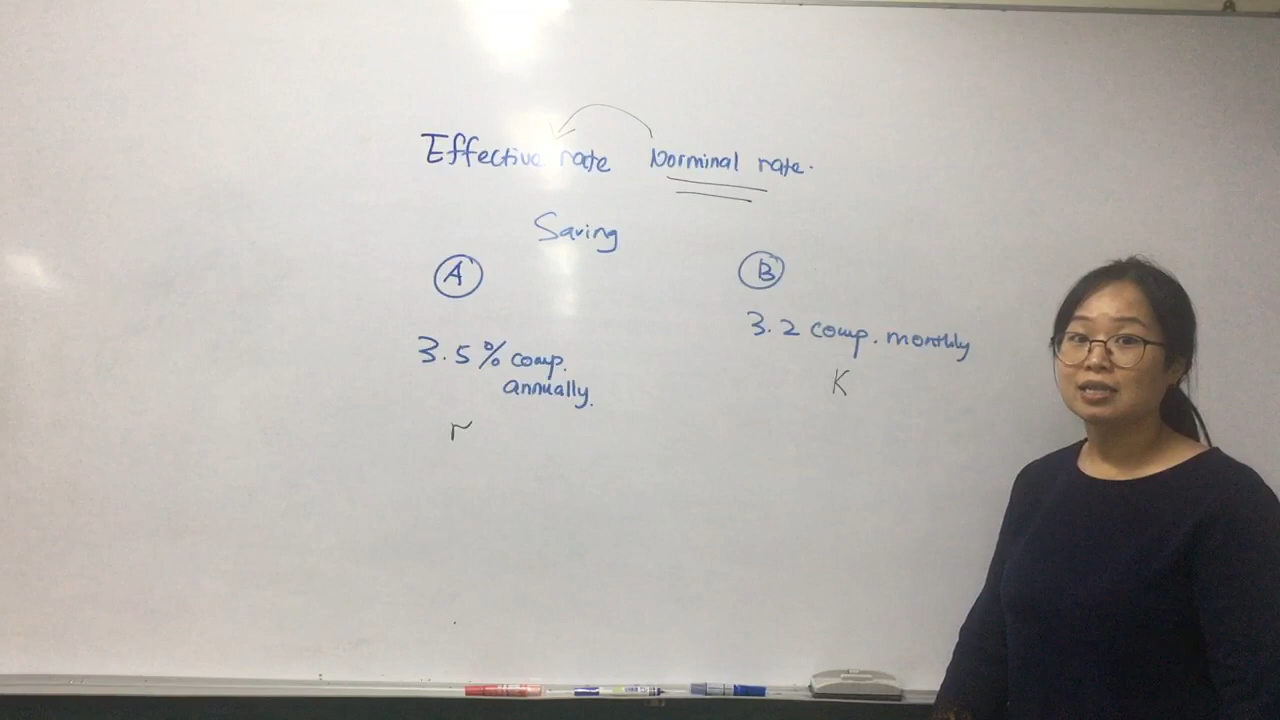 Effective rate Norminal rate.
Saving
A
B
3.5% comp.
annually.
3.2 comp. monthly
r
K